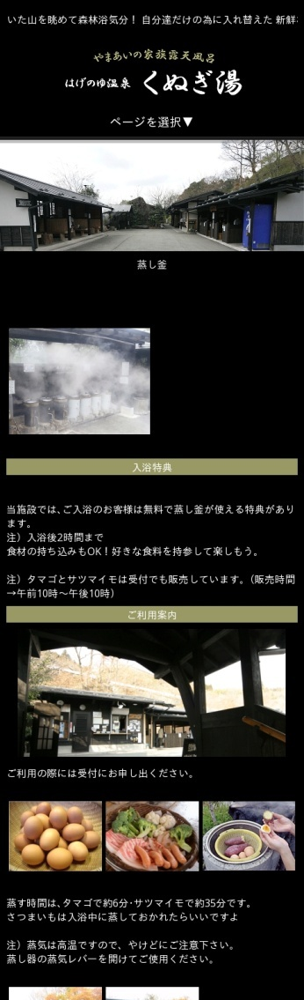 いた山を眺めて森林浴気分！ 自分達だけの為に入れ替えた 新鮮
やまあいの家族露天風呂
はげのゆ温泉 くぬぎ湯
ページを選択▼
蒸し釜
入浴特典
当施設では、ご入浴のお客様は無料で蒸し釜が使える特典があり
ます。
注）入浴後2時間まで
食材の持ち込みもOK！好きな食料を持参して楽しもう。
注）タマゴとサツマイモは受付でも販売しています。（販売時間
→午前10時～午後10時）
ご利用案内
ご利用の際には受付にお申し出ください。
蒸す時間は、タマゴで約6分・サツマイモで約35分です。
さつまいもは入浴中に蒸しておかれたらいいですよ
注）蒸気は高温ですので、やけどにご注意下さい。
蒸し器の蒸気レバーを開けてご使用ください。